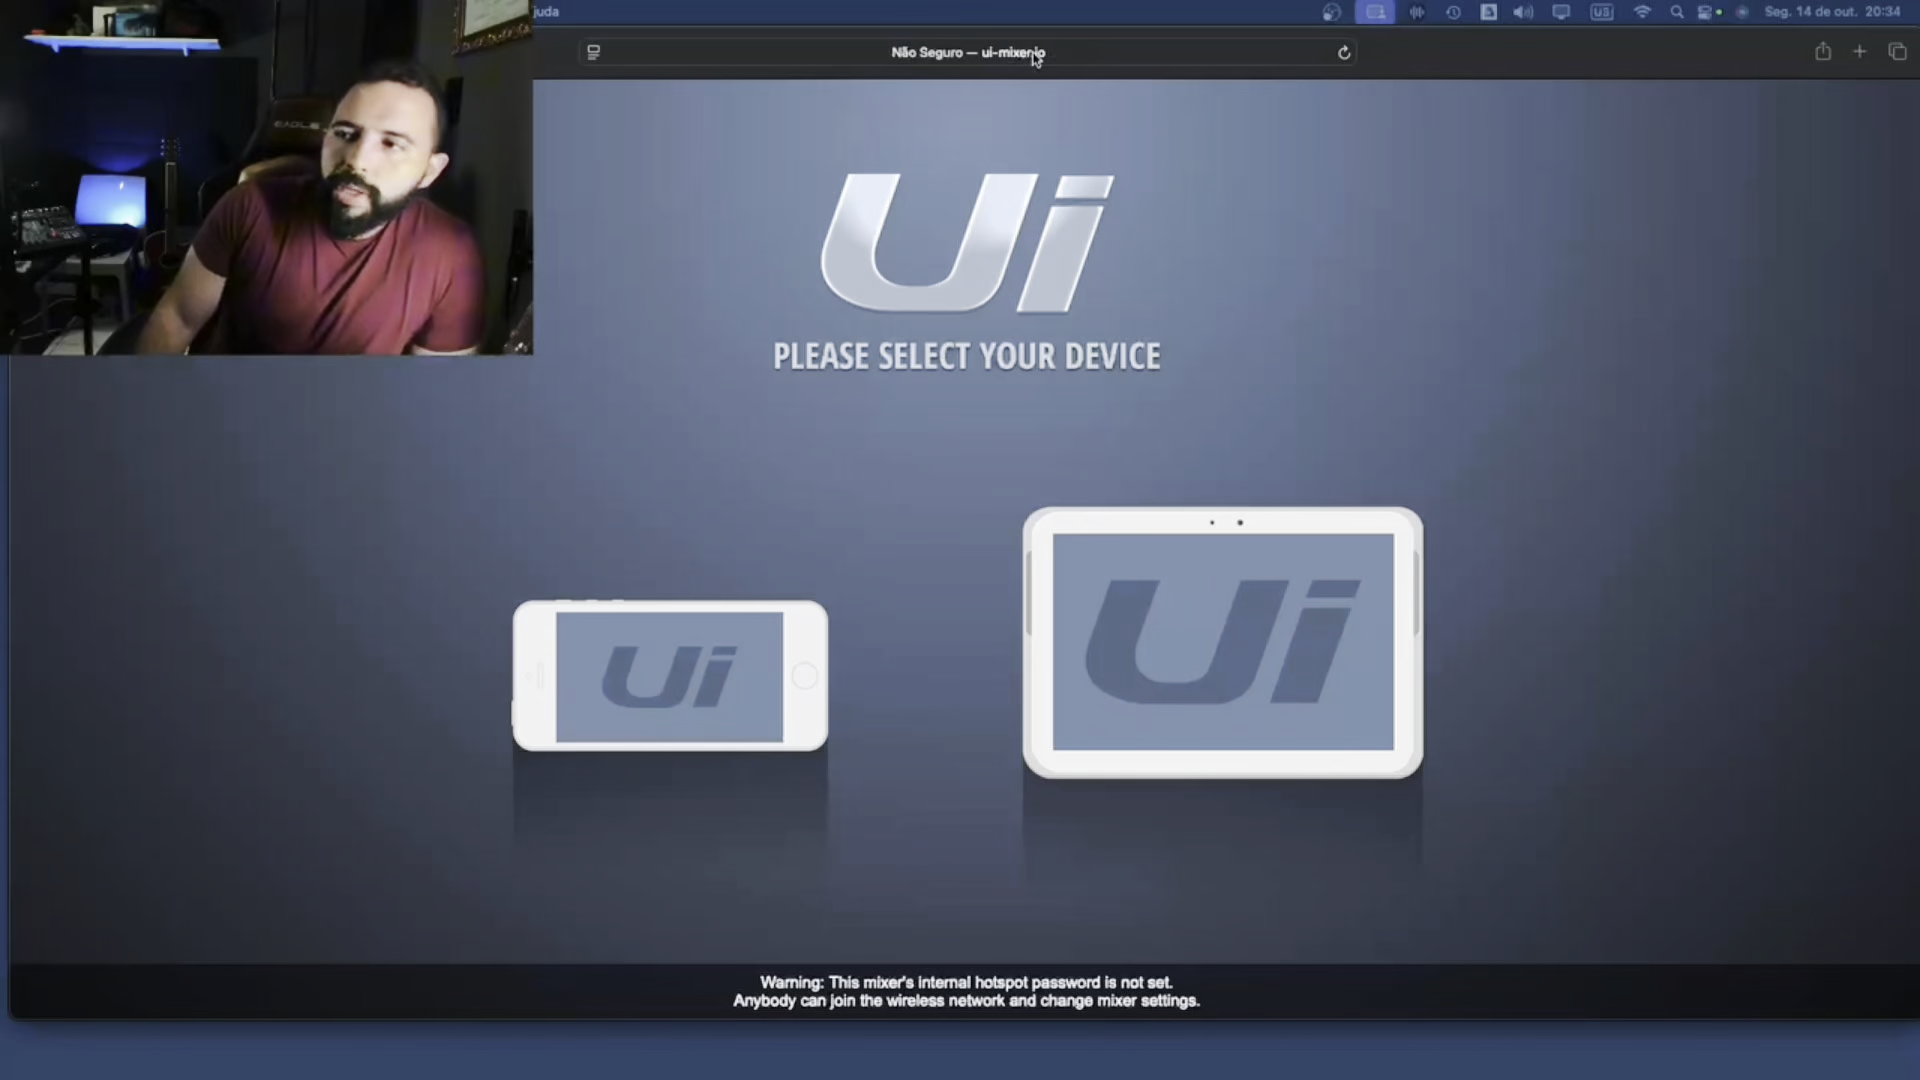 juda
US
Seg. 14 de out. 20:34
Não Seguro — ui-mixer.io
EAGLE
Ui
PLEASE SELECT YOUR DEVICE
Ui
Ui
Warning: This mixer's internal hotspot password is not set.
Anybody can join the wireless network and change mixer settings.